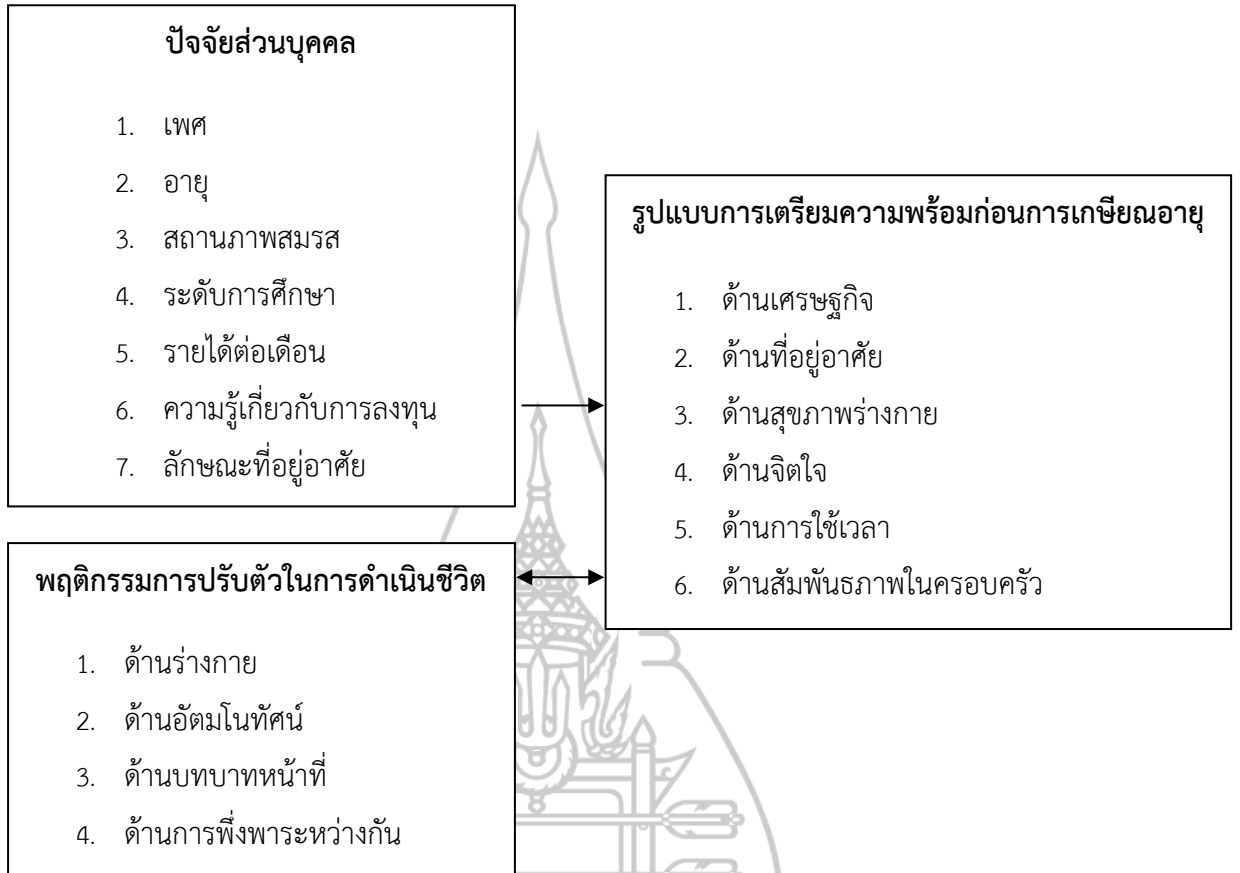 ปัจจัยส่วนบุคคล
1. เพศ
2. อายุ
3. สถานภาพสมรส
4. ระดับการศึกษา
5. รายได้ต่อเดือน
6. ความรู้เกี่ยวกับการลงทุน
7. ลักษณะที่อยู่อาศัย
พฤติกรรมการปรับตัวในการดำเนินชีวิต
1. ด้านร่างกาย
2. ด้านอัตมโนทัศน์
3. ด้านบทบาทหน้าที่
4. ด้านการพึ่งพาระหว่างกัน
รูปแบบการเตรียมความพร้อมก่อนการเกษียณอายุ
1. ด้านเศรษฐกิจ
2. ด้านที่อยู่อาศัย
3. ด้านสุขภาพร่างกาย
4. ด้านจิตใจ
5. ด้านการใช้เวลา
6. ด้านสัมพันธภาพในครอบครัว